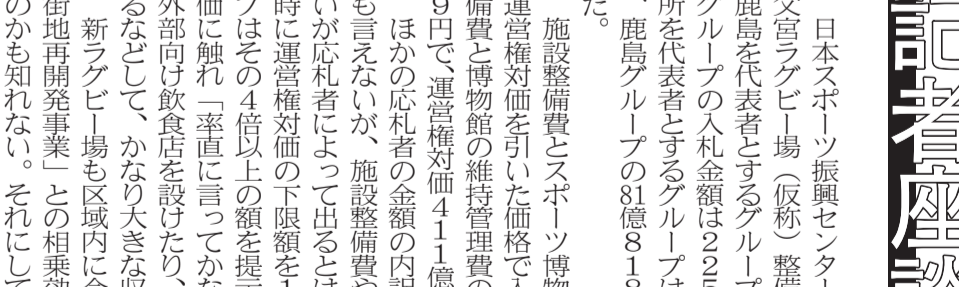 記者座談
日本スポーツ振興センター
父宮ラグビー場（仮称）整備
鹿島を代表者とするグループ
グループの入札金額は２２５
所を代表者とするグループは
、鹿島グループの81億８１８
た。
施設整備費とスポーツ博物
運営権対価を引いた価格で入
備費と博物館の維持管理費の
９円で、運営権対価４１１億
ほかの応札者の金額の内訳
も言えないが、施設整備費や
いが応札者によって出るとは
時に運営権対価の下限額を１
プはその４倍以上の額を提示
価に触れ「率直に言ってかな
外部向け飲食店を設けたり、
るなどして、かなり大きな収
新ラグビー場も区域内に含
街地再開発事業」との相乗効
のかも知れない。それにして